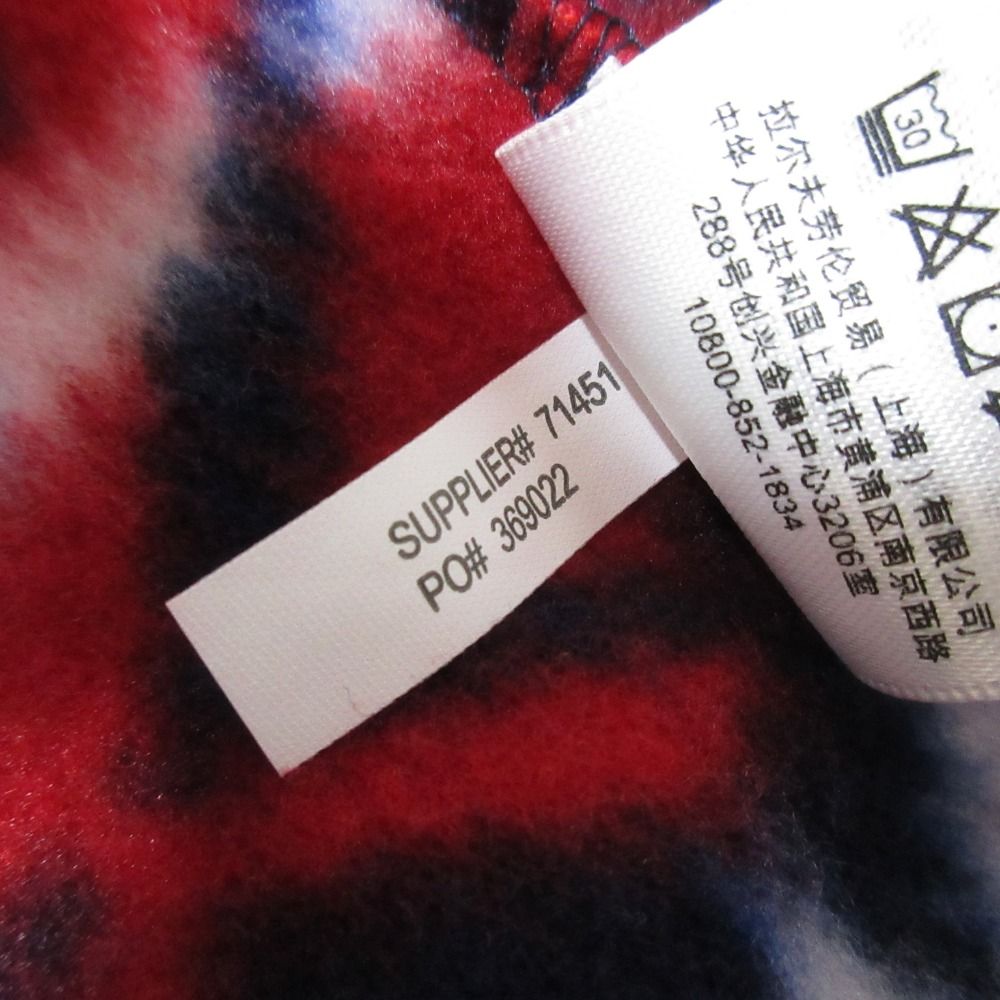 SUPPLIER# 71451
PO# 369022
30
拉尔夫劳伦贸易（上海）有限公司
中华人民共和国上海市黄浦区南京西路
288号创兴金融中心3206室
10800-852-1834